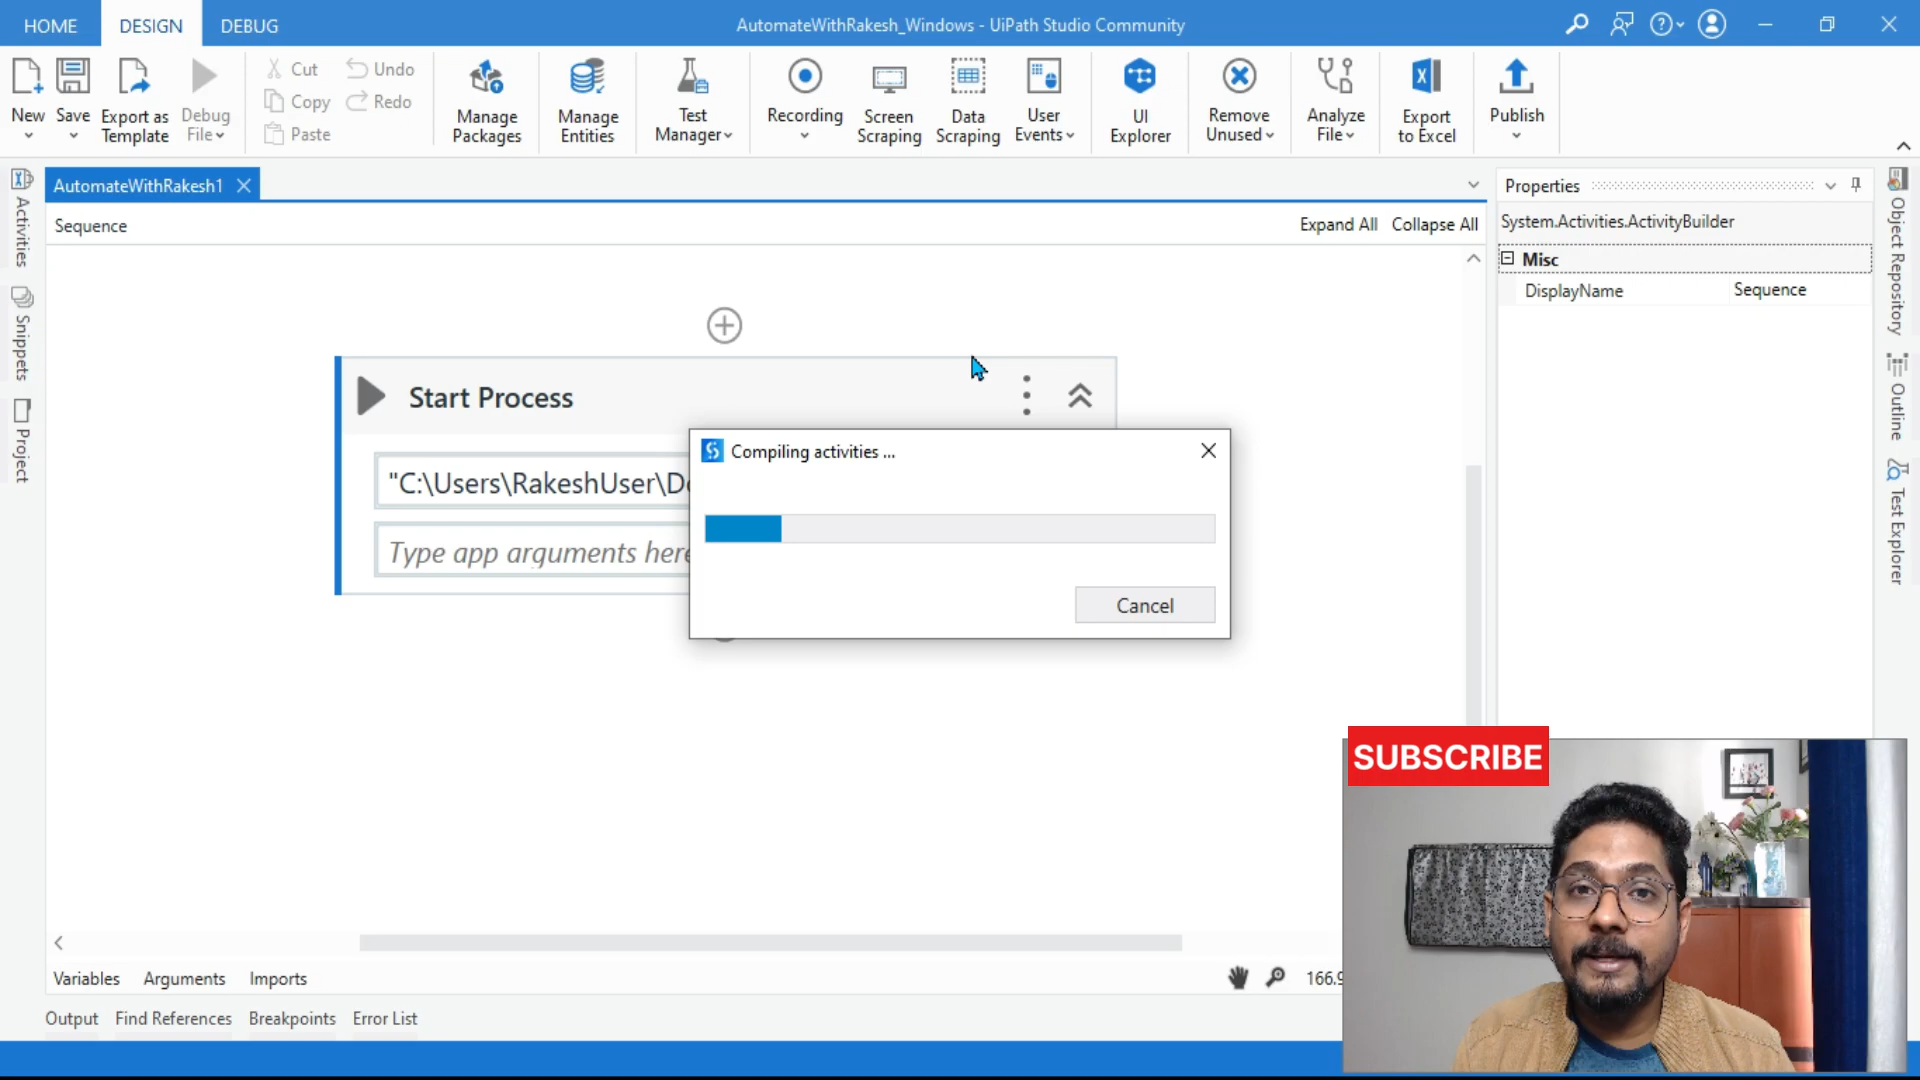 HOME
DESIGN
DEBUG
AutomateWithRakesh_Windows - UiPath Studio Community
New
Save
Export as
Template
Debug
File
Cut
Copy
Paste
Undo
Redo
Manage
Packages
Manage
Entities
Test
Manager
Recording
Screen
Scraping
Data
Scraping
User
Events
UI
Explorer
Remove
Unused
Analyze
File
Export
to Excel
Publish
Activities
Snippets
Project
AutomateWithRakesh1
Sequence
Expand All
Collapse All
Start Process
"C:\Users\RakeshUser\
Type app arguments here
Compiling activities ...
Cancel
Properties
System.Activities.ActivityBuilder
Misc
DisplayName
Sequence
Object Repository
Outline
Test Explorer
SUBSCRIBE
Variables
Arguments
Imports
166.9
Output
Find References
Breakpoints
Error List